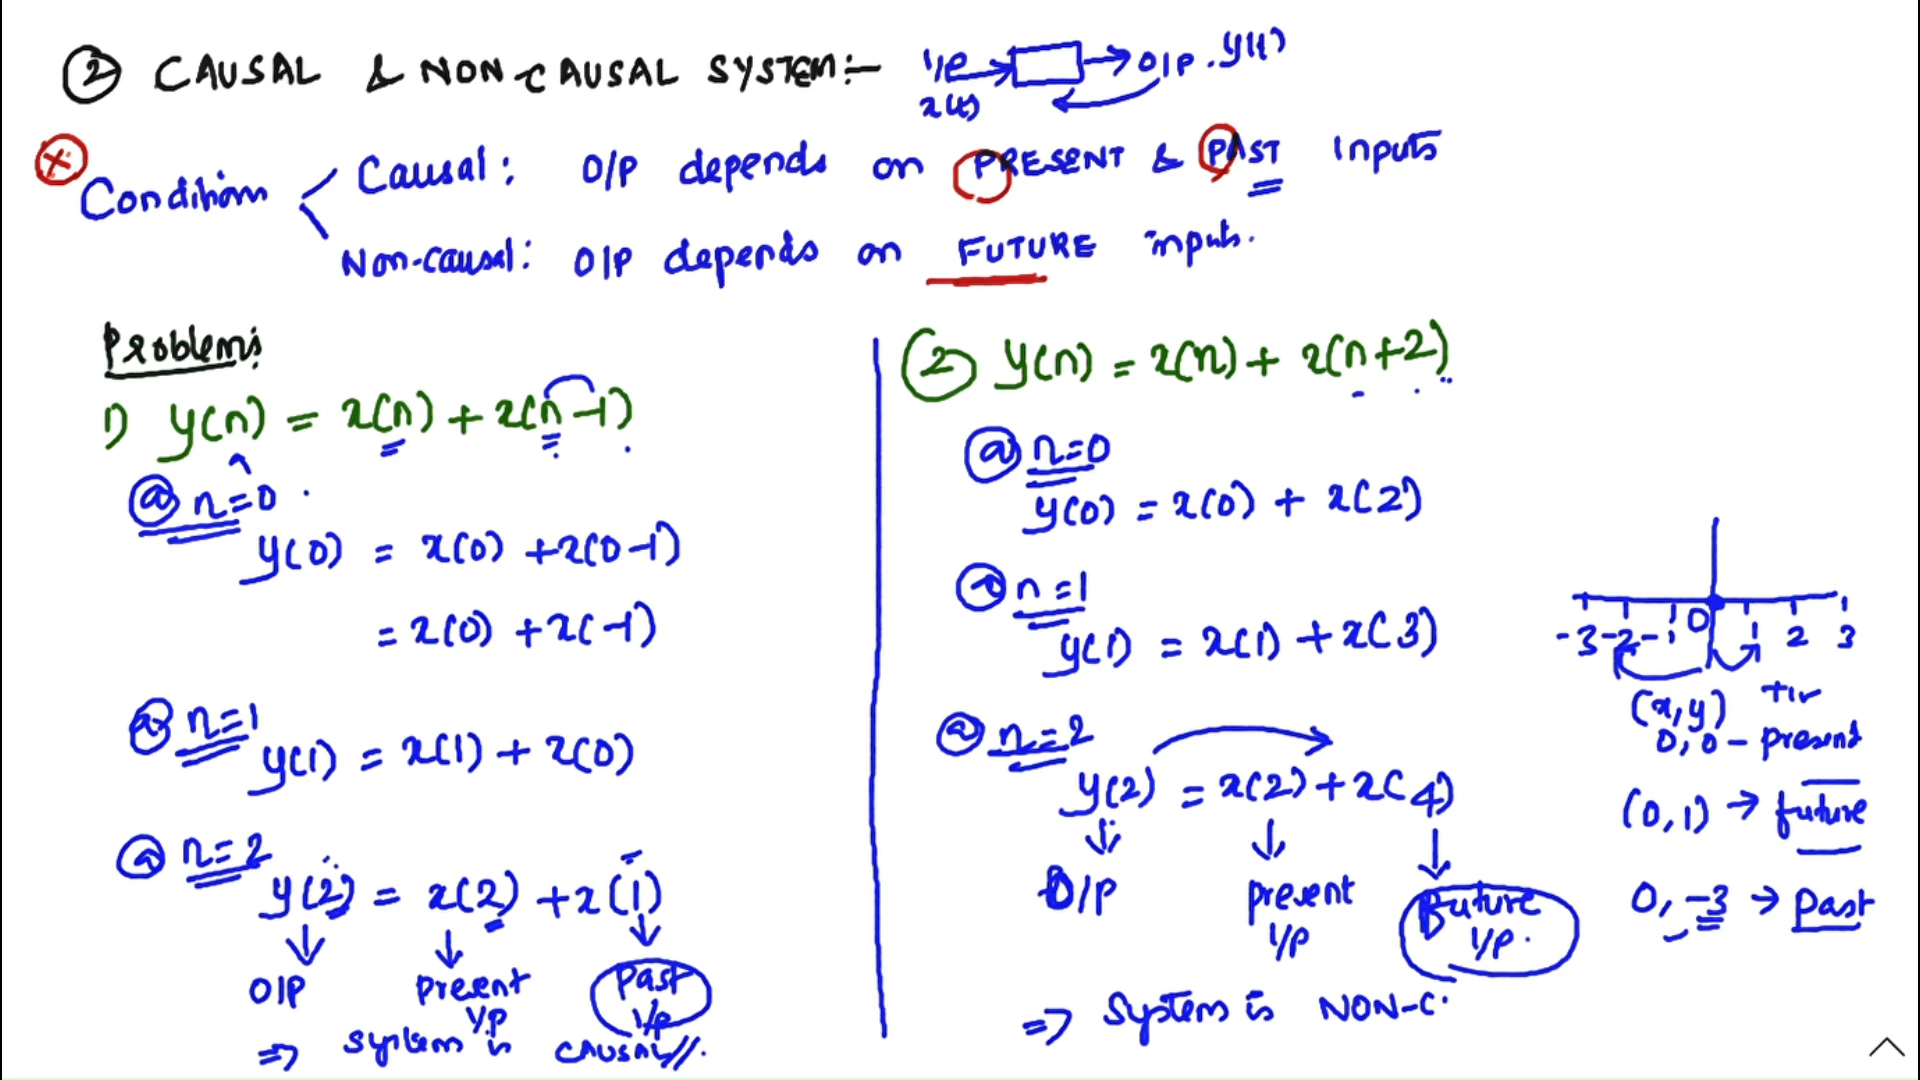 ② CAUSAL & NON-CAUSAL SYSTEM:-
I/P → O/P . y(t)
x(t)
Condition
Causal : O/P depends on PRESENT & PAST inputs
Non-causal : O/P depends on FUTURE inputs.
Problems
1) y(n) = x(n) + x(n-1)
@ n=0
y(0) = x(0) + x(0-1)
= x(0) + x(-1)
@ n=1
y(1) = x(1) + x(0)
@ n=2
y(2) = x(2) + x(1)
O/P present I/P Past I/P
⇒ System is CAUSAL//.
② y(n) = x(n) + x(n+2)
@ n=0
y(0) = x(0) + x(2)
@ n=1
y(1) = x(1) + x(3)
@ n=2
y(2) = x(2) + x(4)
O/P present I/P Future I/P.
⇒ System is NON-C.
-3 -2 -1 0 1 2 3
(x,y)
0,0 - present
(0,1) → future
0,-3 → Past